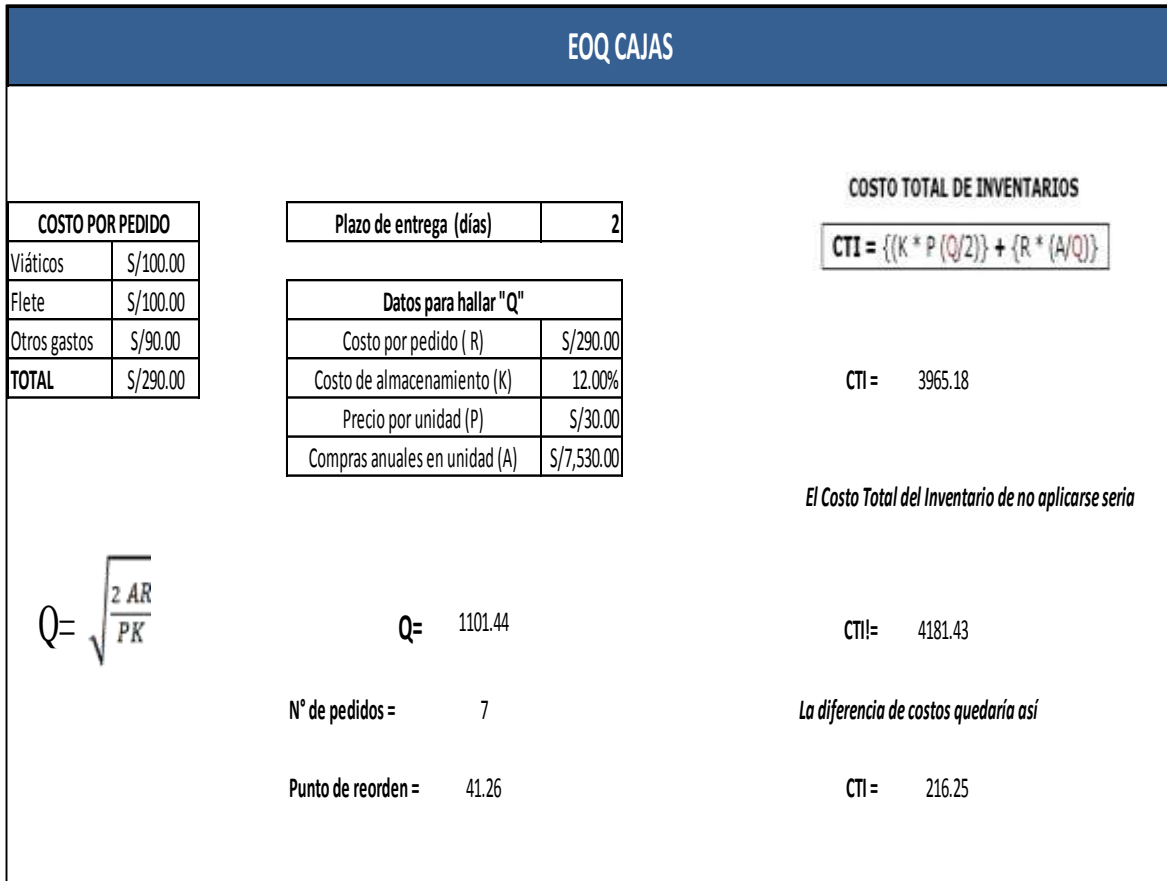 EOQ CAJAS
COSTO POR PEDIDO
Viáticos S/100.00
Flete S/100.00
Otros gastos S/90.00
TOTAL S/290.00
Plazo de entrega (días) 2
Datos para hallar "Q"
Costo por pedido ( R) S/290.00
Costo de almacenamiento (K) 12.00%
Precio por unidad (P) S/30.00
Compras anuales en unidad (A) S/7,530.00
COSTO TOTAL DE INVENTARIOS
CTI = {(K * P (Q/2)} + {R * (A/Q)}
CTI = 3965.18
El Costo Total del Inventario de no aplicarse seria
Q= √ 2 AR / PK
Q= 1101.44
CTI!= 4181.43
N° de pedidos = 7
La diferencia de costos quedaría así
Punto de reorden = 41.26
CTI = 216.25